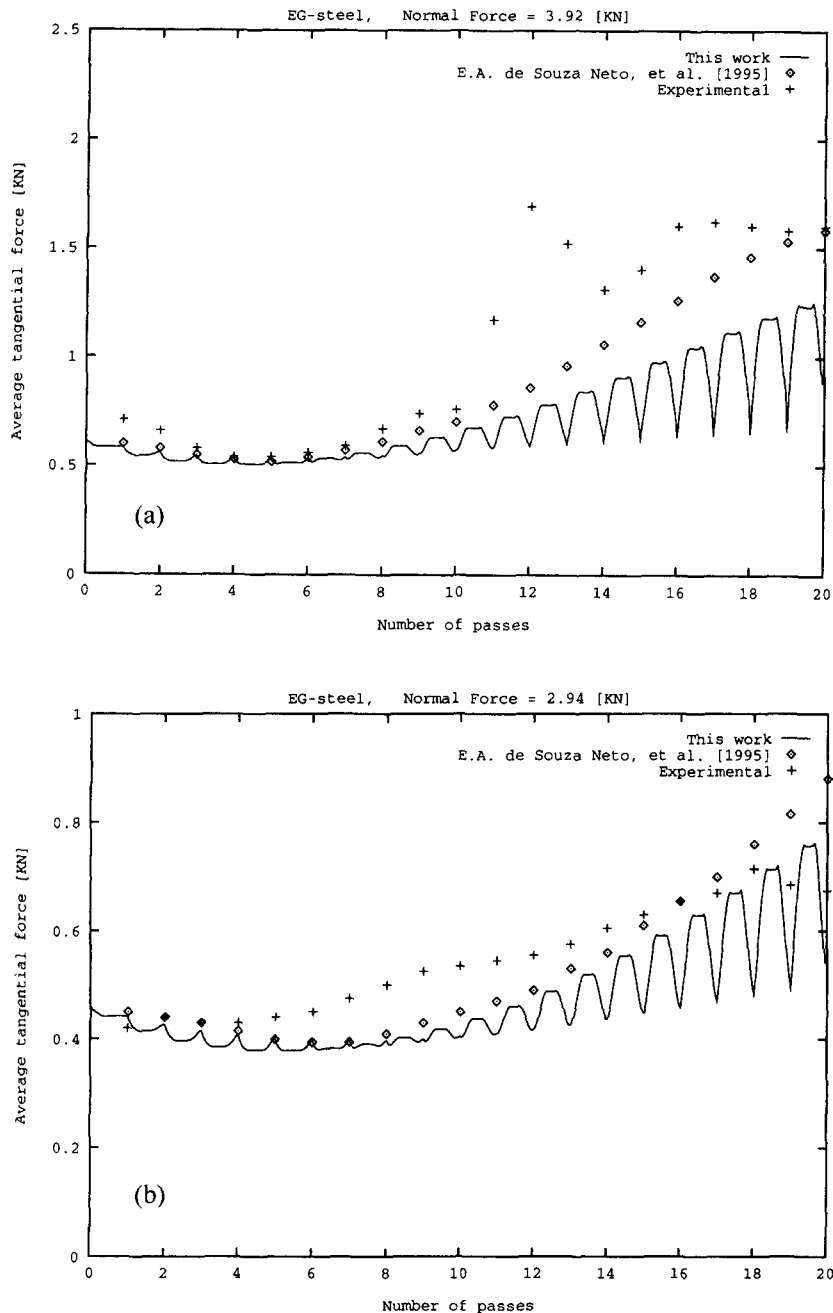 EG-steel, Normal Force = 3.92 [KN]
2.5
This work
E.A. de Souza Neto, et al. [1995]
Experimental
2
1.5
1
0.5
0
Average tangential force [KN]
(a)
0 2 4 6 8 10 12 14 16 18 20
Number of passes
EG-steel, Normal Force = 2.94 [KN]
1
This work
E.A. de Souza Neto, et al. [1995]
Experimental
0.8
0.6
0.4
0.2
0
Average tangential force [KN]
(b)
0 2 4 6 8 10 12 14 16 18 20
Number of passes